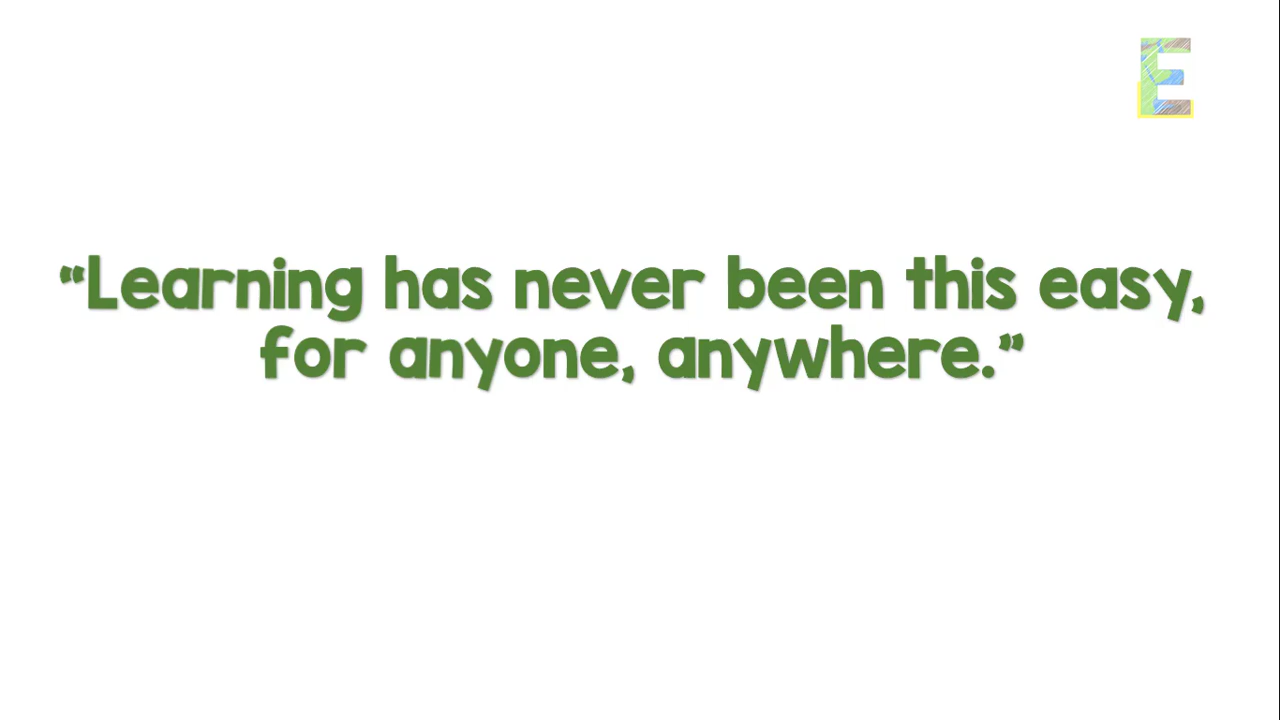 E
“Learning has never been this easy,
for anyone, anywhere.”